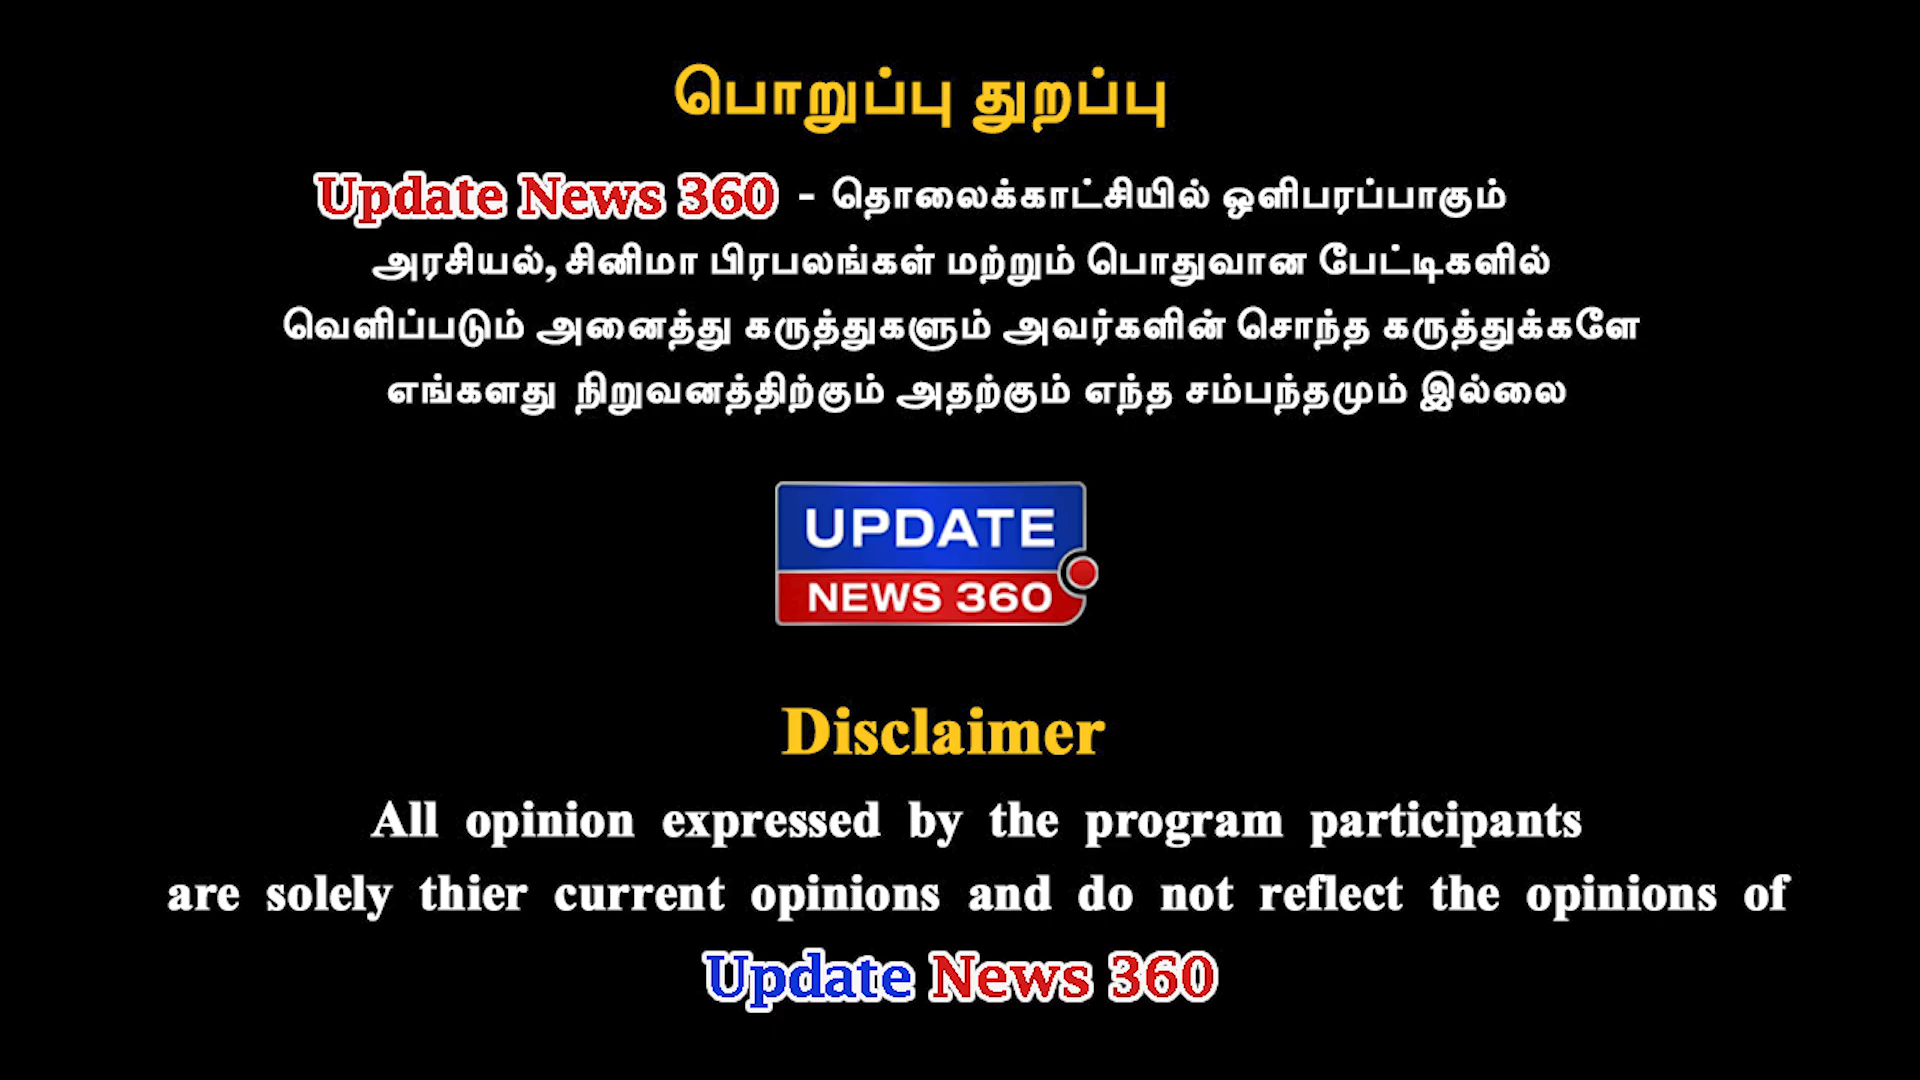 பொறுப்பு துறப்பு
Update News 360 - தொலைக்காட்சியில் ஒளிபரப்பாகும்
அரசியல், சினிமா பிரபலங்கள் மற்றும் பொதுவான பேட்டிகளில்
வெளிப்படும் அனைத்து கருத்துகளும் அவர்களின் சொந்த கருத்துக்களே
எங்களது நிறுவனத்திற்கும் அதற்கும் எந்த சம்பந்தமும் இல்லை
UPDATE
NEWS 360
Disclaimer
All opinion expressed by the program participants
are solely thier current opinions and do not reflect the opinions of
Update News 360